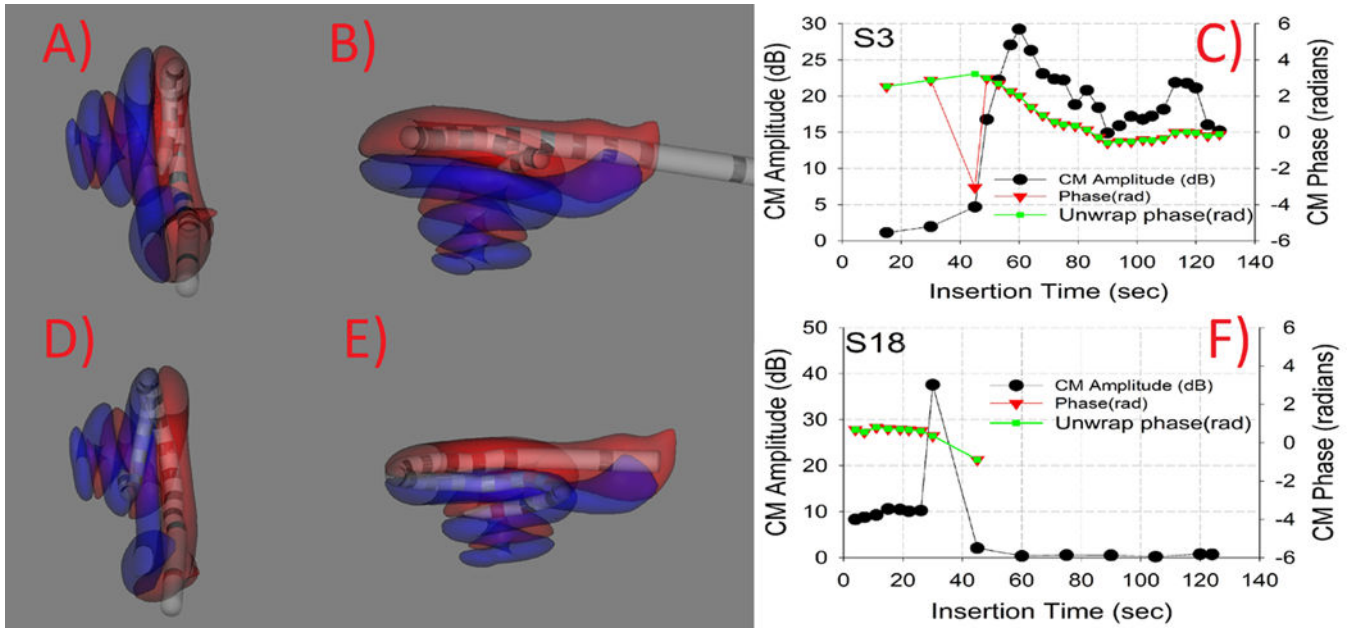 A)
B)
S3
C)
CM Amplitude (dB)
30
25
20
15
10
5
0
CM Amplitude (dB)
Phase(rad)
Unwrap phase(rad)
6
4
2
0
-2
-4
-6
CM Phase (radians)
0 20 40 60 80 100 120 140
Insertion Time (sec)
D)
E)
S18
F)
CM Amplitude (dB)
50
40
30
20
10
0
CM Amplitude (dB)
Phase(rad)
Unwrap phase(rad)
6
4
2
0
-2
-4
-6
CM Phase (radians)
0 20 40 60 80 100 120 140
Insertion Time (sec)